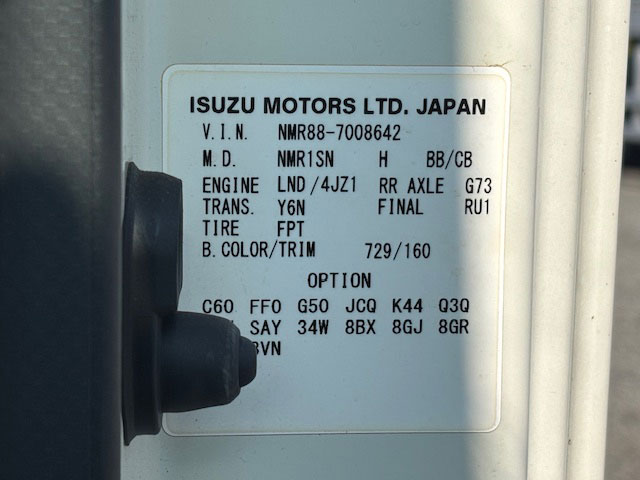 ISUZU MOTORS LTD. JAPAN
V.I.N. NMR88-7008642
M.D. NMR1SN H BB/CB
ENGINE LND/4JZ1 RR AXLE G73
TRANS. Y6N FINAL RU1
TIRE FPT
B.COLOR/TRIM 729/160
OPTION
C60 FF0 G50 JCQ K44 Q3Q
SAY 34W 8BX 8GJ 8GR